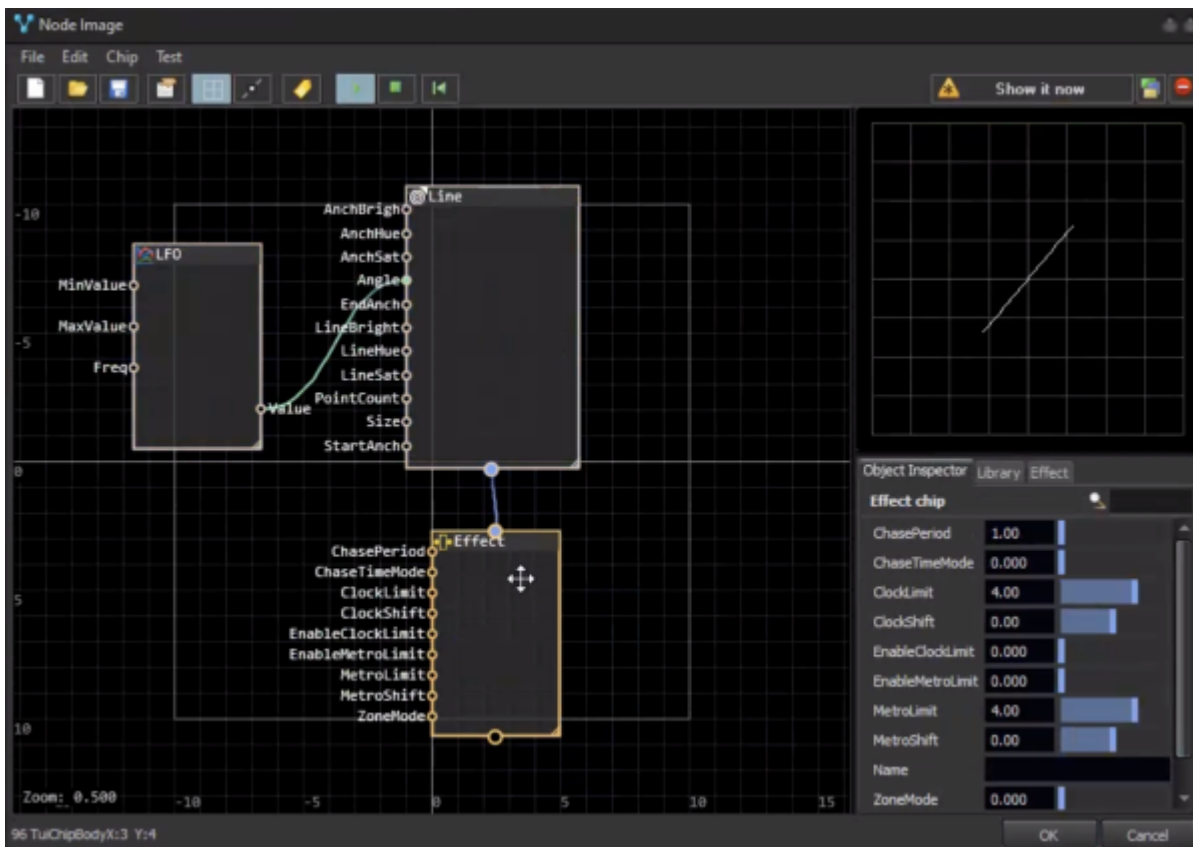 Node Image
File Edit Chip Test
Show it now
-10
-5
0
5
10
Line
AnchBrigh
AnchHue
AnchSat
Angle
EndAnch
LineBright
LineHue
LineSat
PointCount
Size
StartAnch
LFO
MinValue
MaxValue
Freq
Value
Effect
ChasePeriod
ChaseTimeMode
ClockLimit
ClockShift
EnableClockLimit
EnableMetroLimit
MetroLimit
MetroShift
ZoneMode
Zoom: 0.500
-10 -5 0 5 10 15
Object Inspector Library Effect
Effect chip
ChasePeriod 1.00
ChaseTimeMode 0.000
ClockLimit 4.00
ClockShift 0.00
EnableClockLimit 0.000
EnableMetroLimit 0.000
MetroLimit 4.00
MetroShift 0.00
Name
ZoneMode 0.000
96 TuiChipBodyX:3 Y:4
OK Cancel